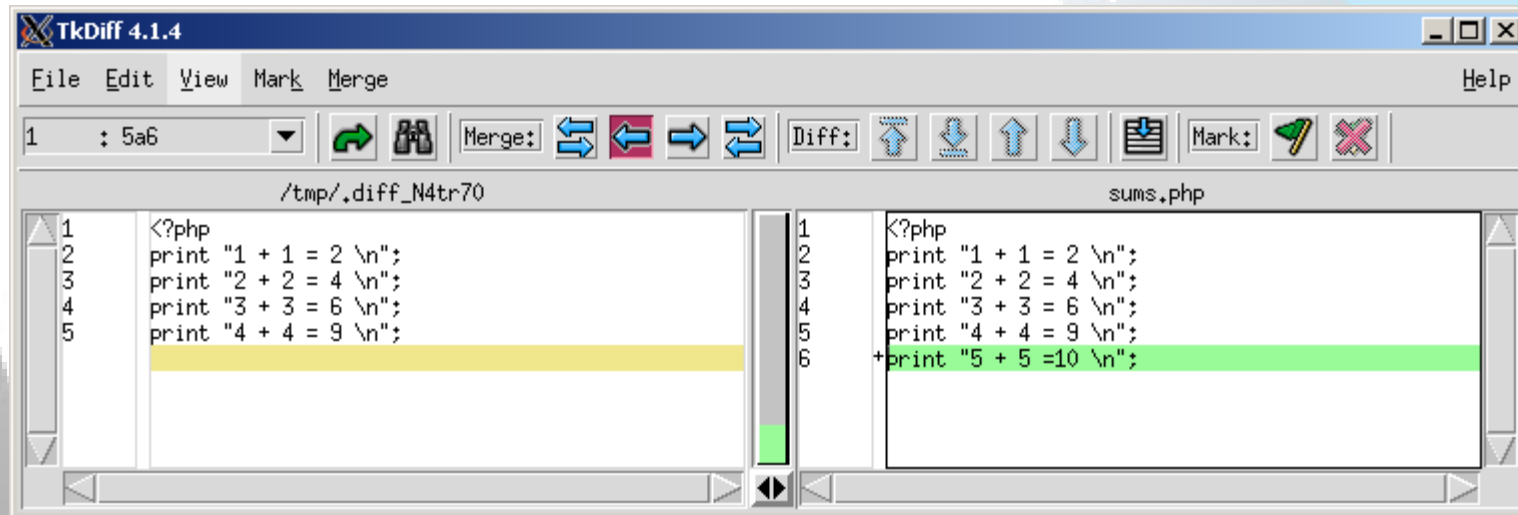 TkDiff 4.1.4
File Edit View Mark Merge Help
1 : 5a6 Merge: Diff: Mark:
/tmp/.diff_N4tr70 sums.php
1 <?php
2 print "1 + 1 = 2 \n";
3 print "2 + 2 = 4 \n";
4 print "3 + 3 = 6 \n";
5 print "4 + 4 = 9 \n";
1 <?php
2 print "1 + 1 = 2 \n";
3 print "2 + 2 = 4 \n";
4 print "3 + 3 = 6 \n";
5 print "4 + 4 = 9 \n";
6 +print "5 + 5 =10 \n";